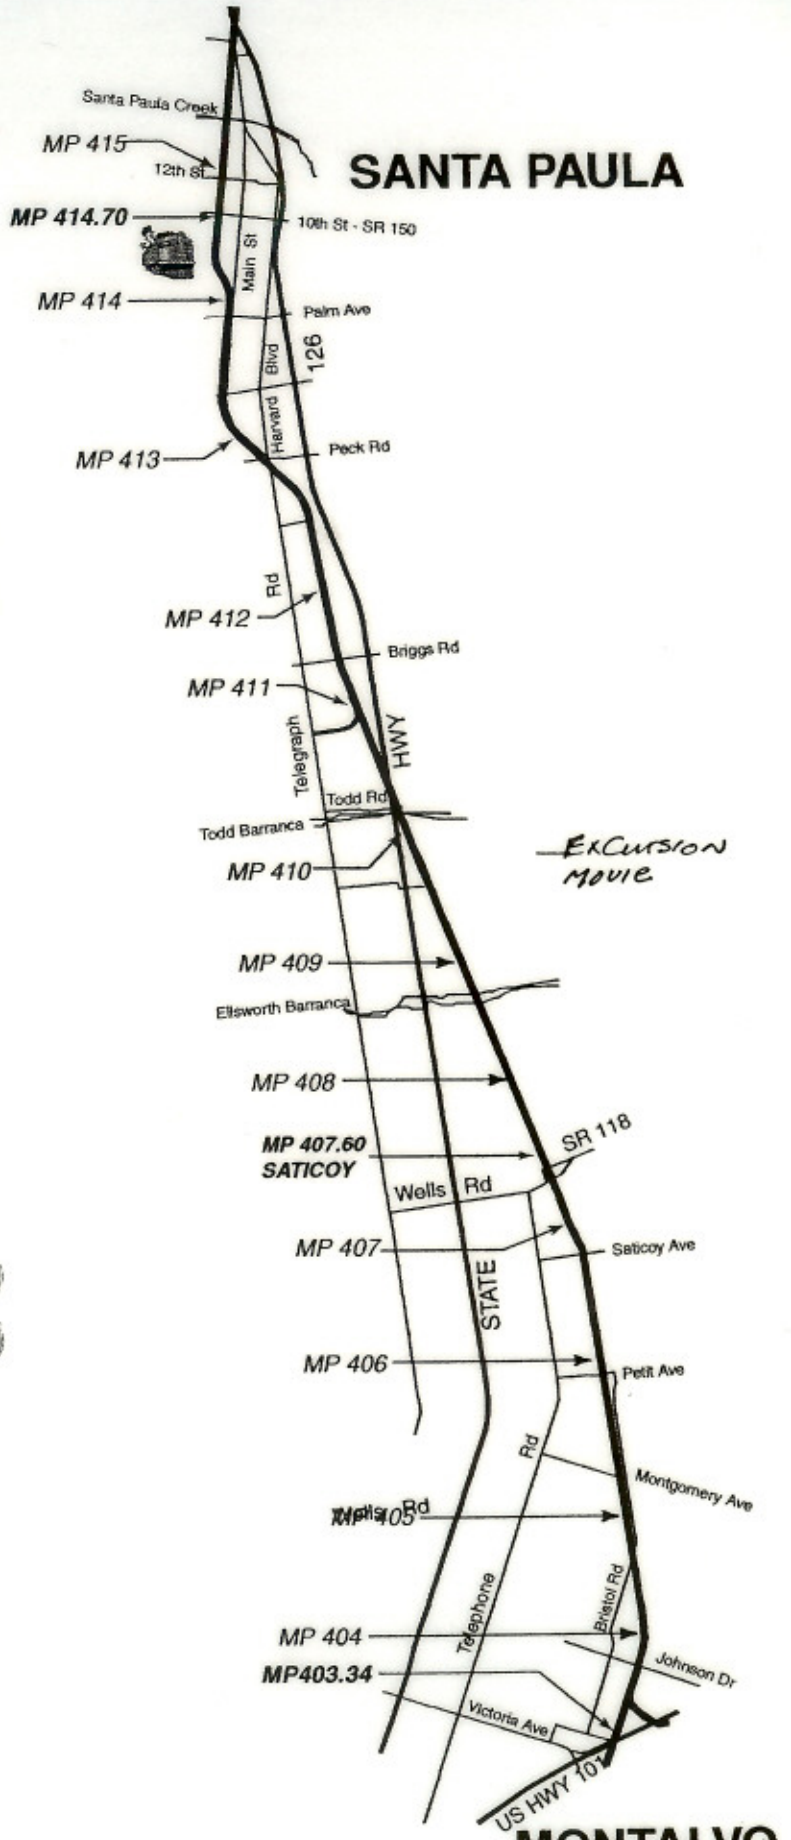 Santa Paula Creek
MP 415
12th St
SANTA PAULA
MP 414.70
10th St - SR 150
Main St
MP 414
Palm Ave
Blvd
126
Harvard
MP 413
Peck Rd
Rd
MP 412
Briggs Rd
MP 411
Telegraph
HWY
Todd Rd
Todd Barranca
MP 410
EXCURSION
MOVIE
MP 409
Ellsworth Barranca
MP 408
SR 118
MP 407.60
SATICOY
Wells Rd
MP 407
Saticoy Ave
STATE
MP 406
Petit Ave
Rd
Montgomery Ave
Wells Rd
MP 405
Bristol Rd
Telephone
MP 404
Johnson Dr
MP403.34
Victoria Ave
US HWY 101
MONTALVO